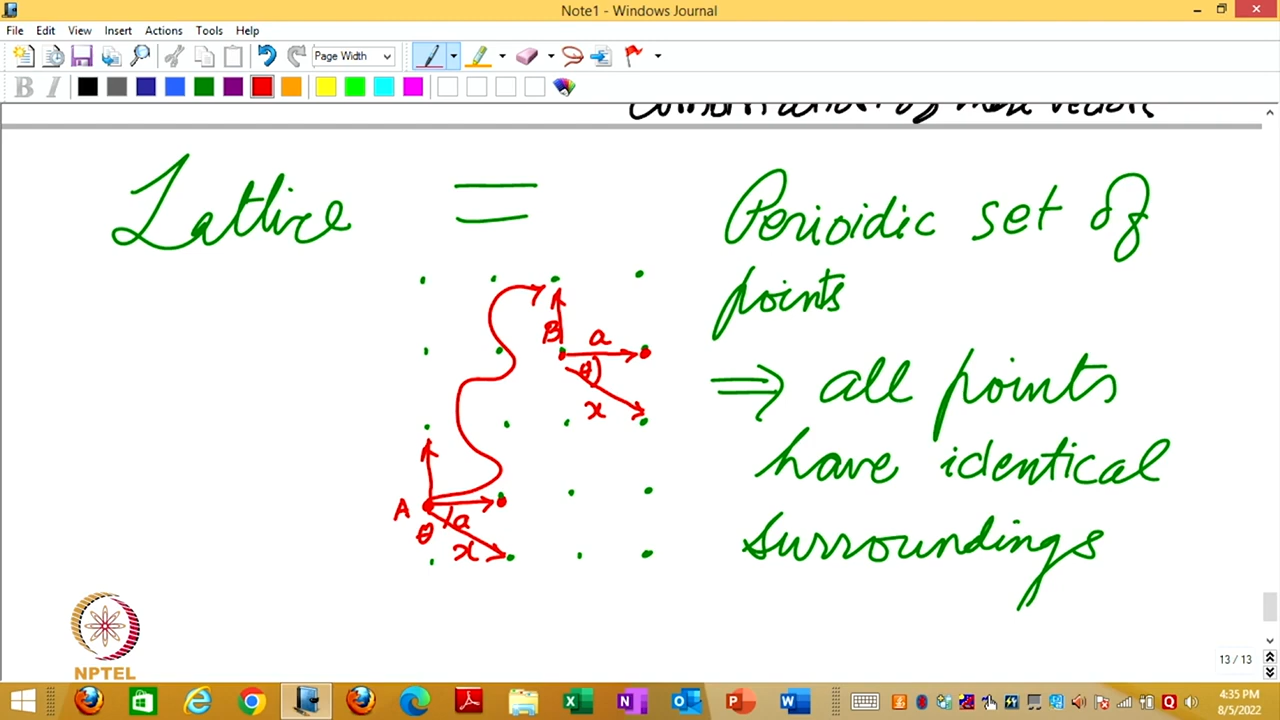 Note1 - Windows Journal
File Edit View Insert Actions Tools Help
Page Width
B I
Lattice = Perioidic set of
points
⇒ all points
have identical
surroundings
B a
θ
x
A a
θ
x
NPTEL
13 / 13
4:35 PM
8/5/2022